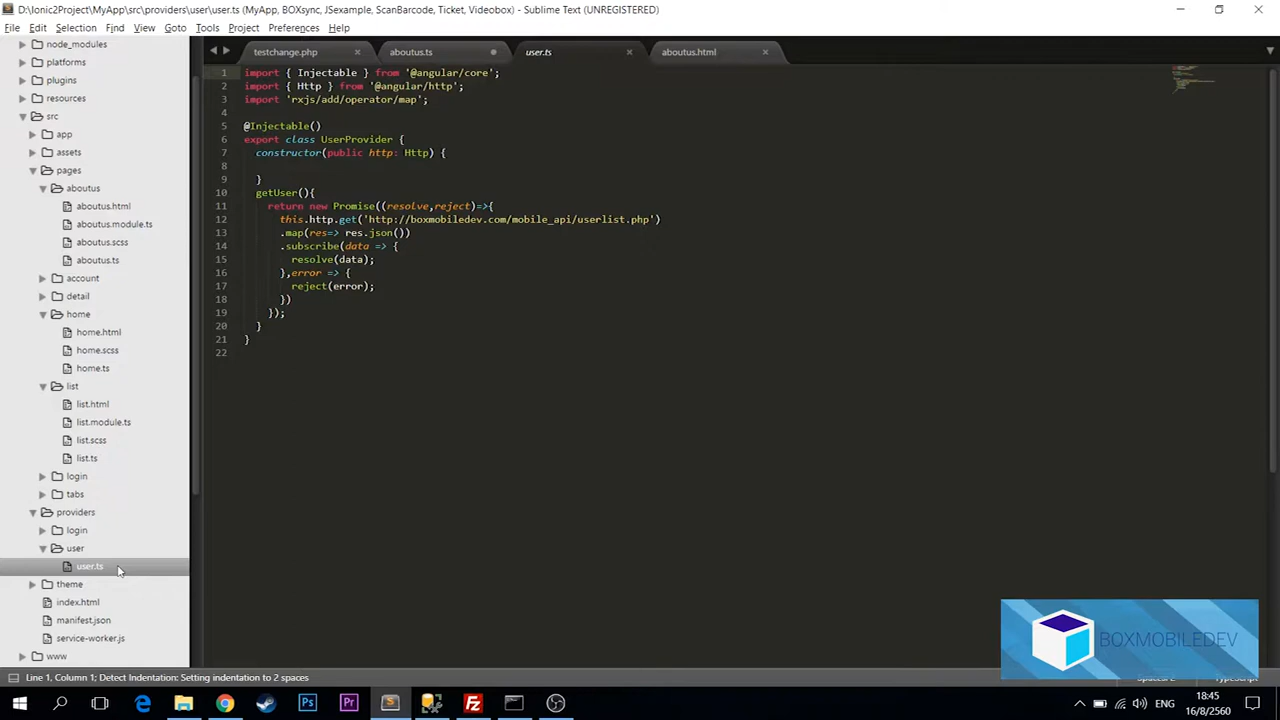 D:\Ionic2Project\MyApp\src\providers\user\user.ts (MyApp, BOXsync, JSexample, ScanBarcode, Ticket, Videobox) - Sublime Text (UNREGISTERED)
File Edit Selection Find View Goto Tools Project Preferences Help
node_modules
platforms
plugins
resources
src
app
assets
pages
aboutus
aboutus.html
aboutus.module.ts
aboutus.scss
aboutus.ts
account
detail
home
home.html
home.scss
home.ts
list
list.html
list.module.ts
list.scss
list.ts
login
tabs
providers
login
user
user.ts
theme
index.html
manifest.json
service-worker.js
www
testchange.php aboutus.ts user.ts aboutus.html
1 import { Injectable } from '@angular/core';
2 import { Http } from '@angular/http';
3 import 'rxjs/add/operator/map';
4
5 @Injectable()
6 export class UserProvider {
7 constructor(public http: Http) {
8
9 }
10 getUser(){
11 return new Promise((resolve,reject)=>{
12 this.http.get('http://boxmobiledev.com/mobile_api/userlist.php')
13 .map(res=> res.json())
14 .subscribe(data => {
15 resolve(data);
16 },error => {
17 reject(error);
18 })
19 });
20 }
21 }
22
BOXMOBILEDEV
Line 1, Column 1; Detect Indentation: Setting indentation to 2 spaces
ENG
18:45
16/8/2560